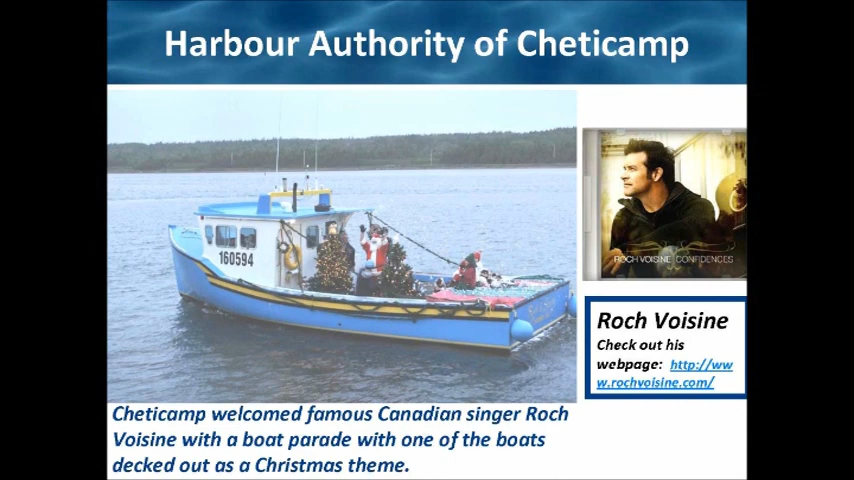 Harbour Authority of Cheticamp
160594
ROCH VOISINE CONFIDENCES
Roch Voisine
Check out his
webpage: http://ww
w.rochvoisine.com/
Cheticamp welcomed famous Canadian singer Roch
Voisine with a boat parade with one of the boats
decked out as a Christmas theme.